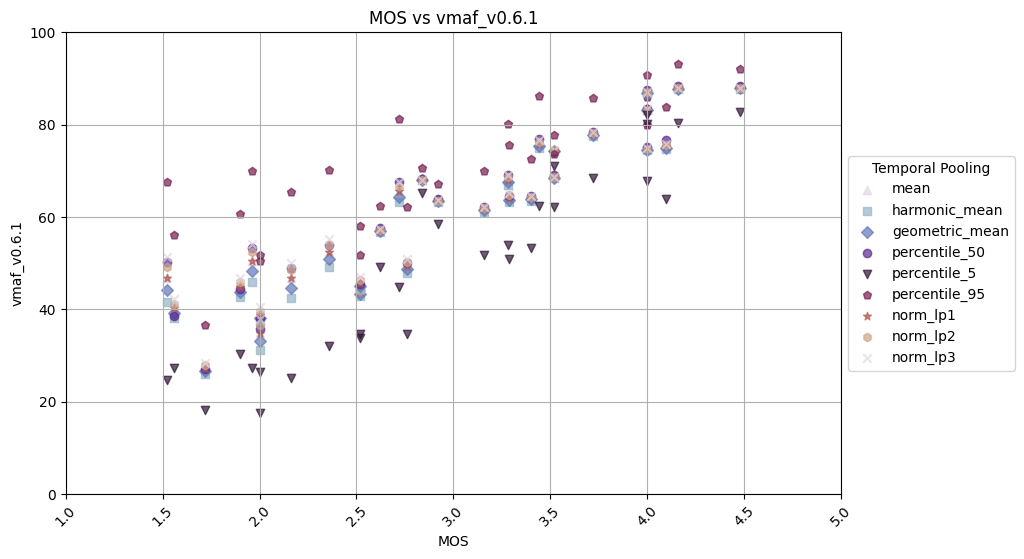 MOS vs vmaf_v0.6.1
100
80
60
40
20
0
vmaf_v0.6.1
1.0
1.5
2.0
2.5
3.0
3.5
4.0
4.5
5.0
MOS
Temporal Pooling
mean
harmonic_mean
geometric_mean
percentile_50
percentile_5
percentile_95
norm_lp1
norm_lp2
norm_lp3